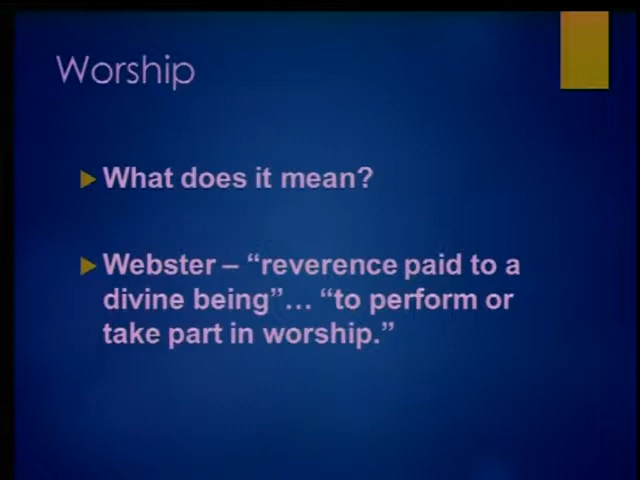 Worship
What does it mean?
Webster – “reverence paid to a
divine being”… “to perform or
take part in worship.”